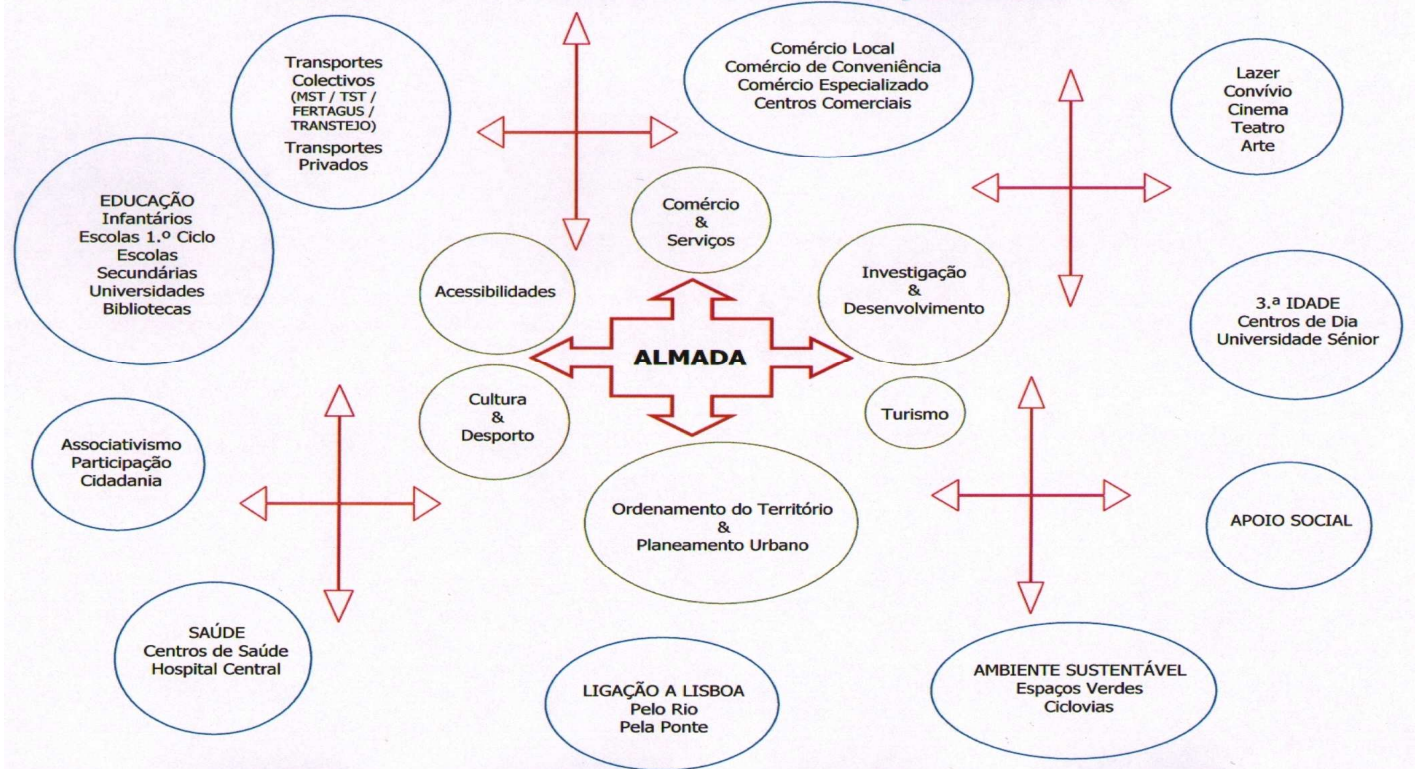 Transportes
Colectivos
(MST / TST /
FERTAGUS /
TRANSTEJO)
Transportes
Privados
Comércio Local
Comércio de Conveniência
Comércio Especializado
Centros Comerciais
Lazer
Convívio
Cinema
Teatro
Arte
EDUCAÇÃO
Infantários
Escolas 1.º Ciclo
Escolas
Secundárias
Universidades
Bibliotecas
Comércio
&
Serviços
Acessibilidades
Investigação
&
Desenvolvimento
3.ª IDADE
Centros de Dia
Universidade Sénior
ALMADA
Cultura
&
Desporto
Turismo
Associativismo
Participação
Cidadania
Ordenamento do Território
&
Planeamento Urbano
APOIO SOCIAL
SAÚDE
Centros de Saúde
Hospital Central
LIGAÇÃO A LISBOA
Pelo Rio
Pela Ponte
AMBIENTE SUSTENTÁVEL
Espaços Verdes
Ciclovias